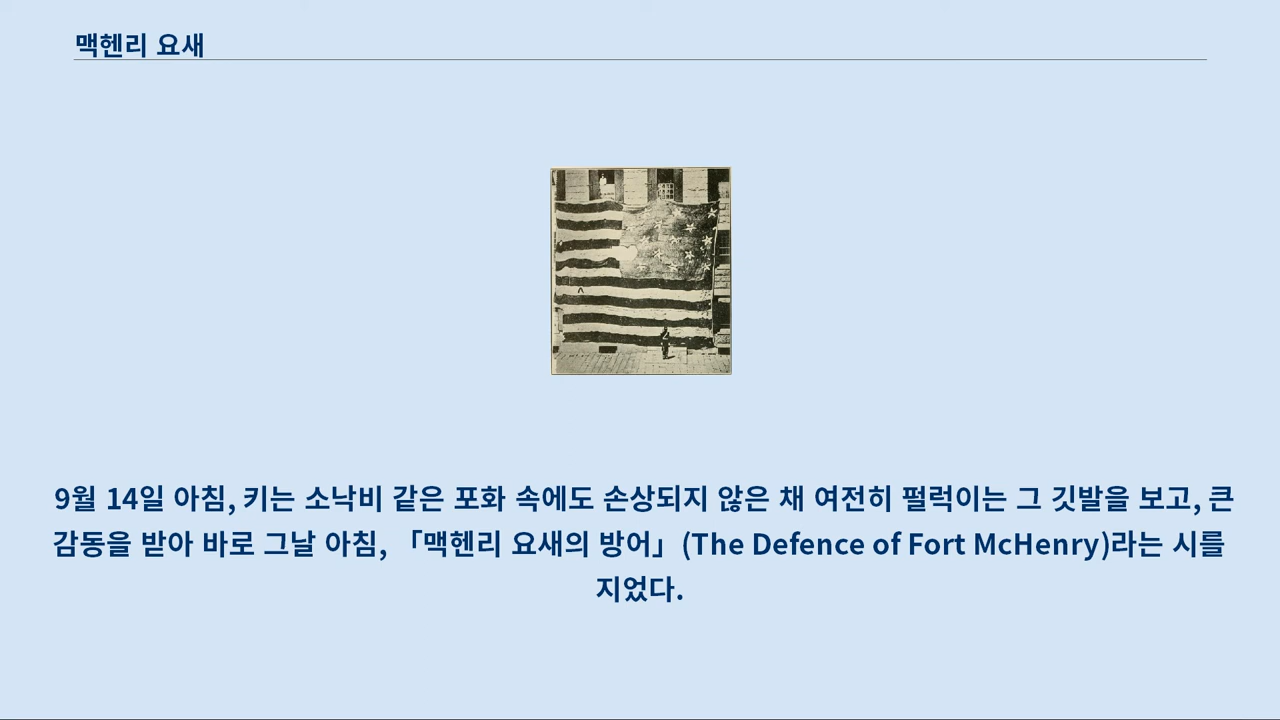 맥헨리 요새
9월 14일 아침, 키는 소낙비 같은 포화 속에도 손상되지 않은 채 여전히 펄럭이는 그 깃발을 보고, 큰
감동을 받아 바로 그날 아침, 「맥헨리 요새의 방어」(The Defence of Fort McHenry)라는 시를
지었다.